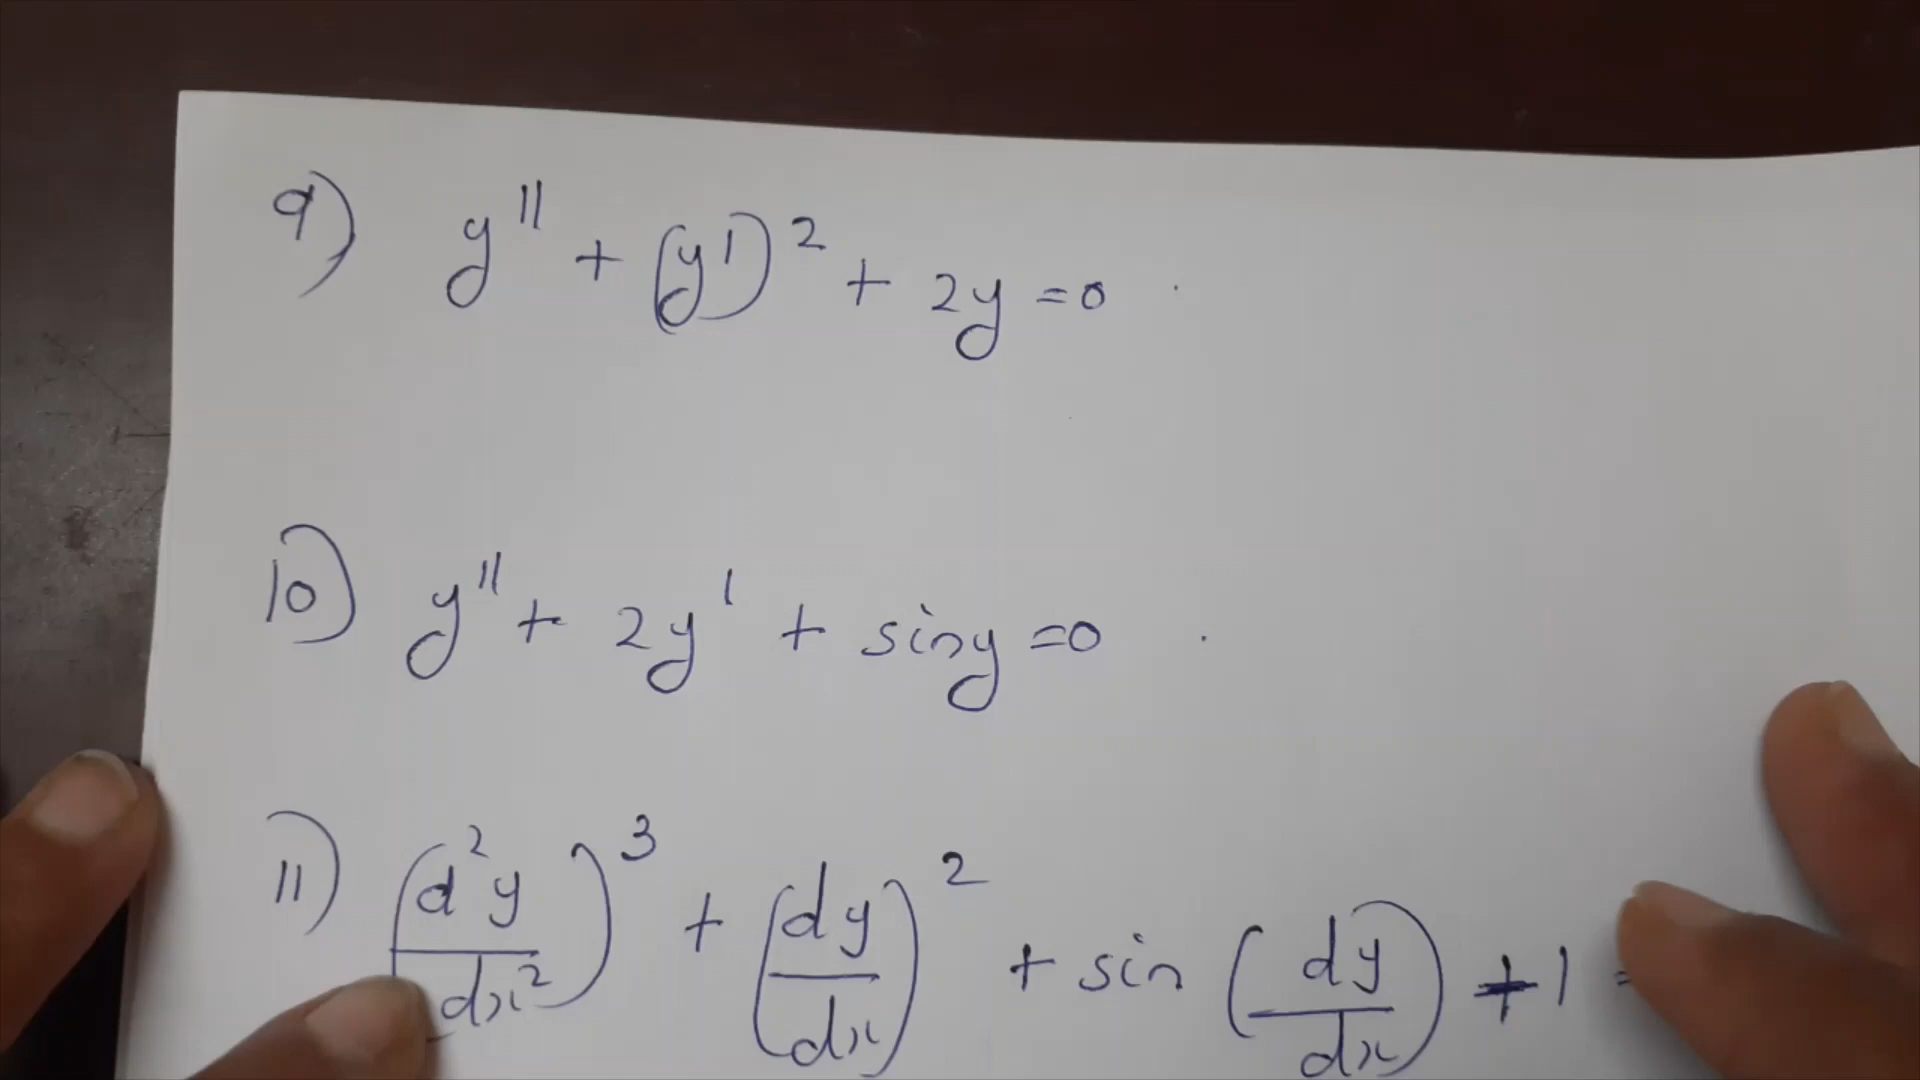 9) y'' + (y')² + 2y = 0
10) y'' + 2y' + siny = 0
11) (d²y/dx²)³ + (dy/dx)² + sin (dy/dx) + 1 =